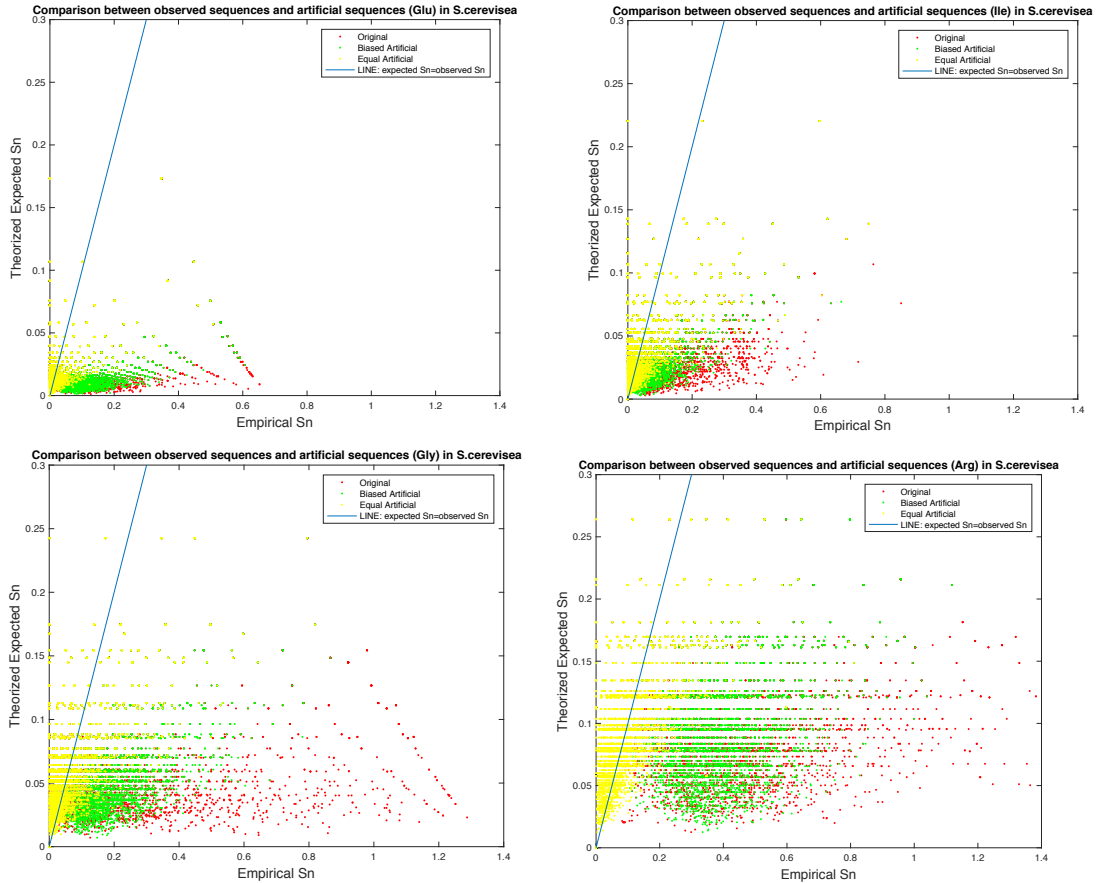 Comparison between observed sequences and artificial sequences (Glu) in S.cerevisea
0.3
0.25
0.2
0.15
0.1
0.05
0
Theorized Expected Sn
Original
Biased Artificial
Equal Artificial
LINE: expected Sn=observed Sn
0 0.2 0.4 0.6 0.8 1 1.2 1.4
Empirical Sn
Comparison between observed sequences and artificial sequences (Ile) in S.cerevisea
0.3
0.25
0.2
0.15
0.1
0.05
0
Theorized Expected Sn
Original
Biased Artificial
Equal Artificial
LINE: expected Sn=observed Sn
0 0.2 0.4 0.6 0.8 1 1.2 1.4
Empirical Sn
Comparison between observed sequences and artificial sequences (Gly) in S.cerevisea
0.3
0.25
0.2
0.15
0.1
0.05
0
Theorized Expected Sn
Original
Biased Artificial
Equal Artificial
LINE: expected Sn=observed Sn
0 0.2 0.4 0.6 0.8 1 1.2 1.4
Empirical Sn
Comparison between observed sequences and artificial sequences (Arg) in S.cerevisea
0.3
0.25
0.2
0.15
0.1
0.05
0
Theorized Expected Sn
Original
Biased Artificial
Equal Artificial
LINE: expected Sn=observed Sn
0 0.2 0.4 0.6 0.8 1 1.2 1.4
Empirical Sn